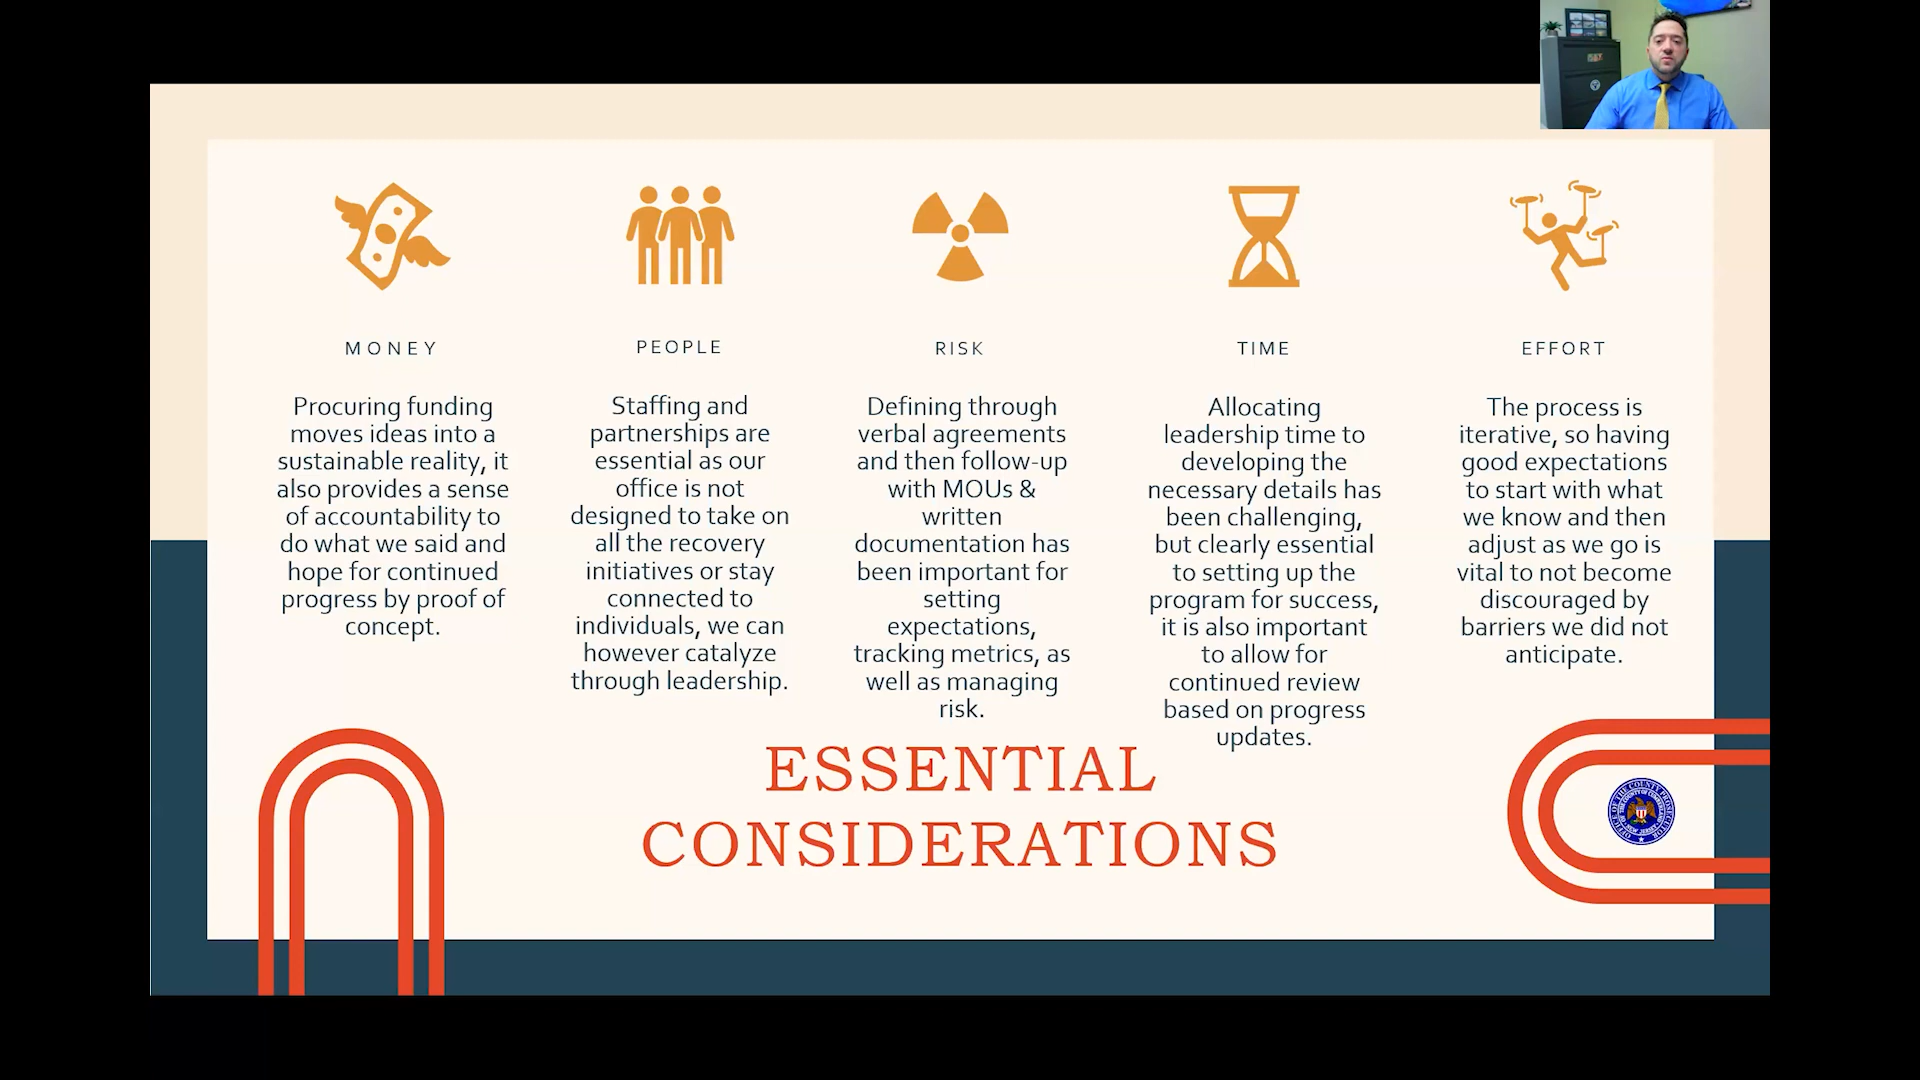 MONEY
Procuring funding
moves ideas into a
sustainable reality, it
also provides a sense
of accountability to
do what we said and
hope for continued
progress by proof of
concept.
PEOPLE
Staffing and
partnerships are
essential as our
office is not
designed to take on
all the recovery
initiatives or stay
connected to
individuals, we can
however catalyze
through leadership.
RISK
Defining through
verbal agreements
and then follow-up
with MOUs &
written
documentation has
been important for
setting
expectations,
tracking metrics, as
well as managing
risk.
TIME
Allocating
leadership time to
developing the
necessary details has
been challenging,
but clearly essential
to setting up the
program for success,
it is also important
to allow for
continued review
based on progress
updates.
EFFORT
The process is
iterative, so having
good expectations
to start with what
we know and then
adjust as we go is
vital to not become
discouraged by
barriers we did not
anticipate.
ESSENTIAL
CONSIDERATIONS
OFFICE OF THE COUNTY PROSECUTOR
NEW JERSEY